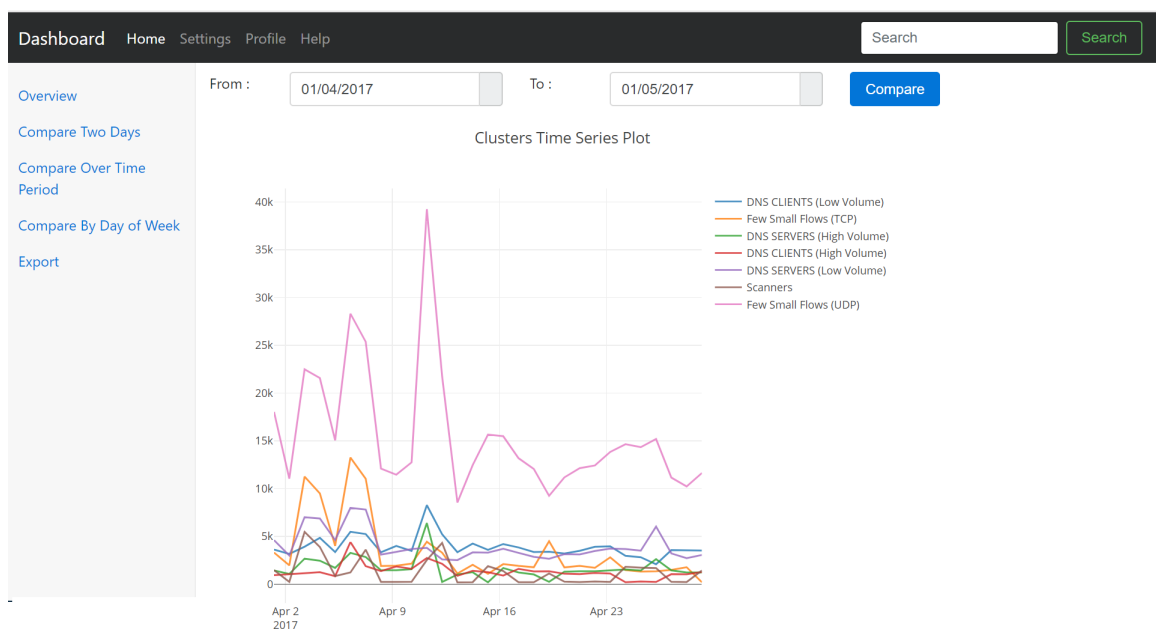 Dashboard Home Settings Profile Help Search Search
From : 01/04/2017 To : 01/05/2017 Compare
Overview
Compare Two Days
Compare Over Time
Period
Compare By Day of Week
Export
Clusters Time Series Plot
40k
35k
30k
25k
20k
15k
10k
5k
0
Apr 2
2017
Apr 9
Apr 16
Apr 23
DNS CLIENTS (Low Volume)
Few Small Flows (TCP)
DNS SERVERS (High Volume)
DNS CLIENTS (High Volume)
DNS SERVERS (Low Volume)
Scanners
Few Small Flows (UDP)